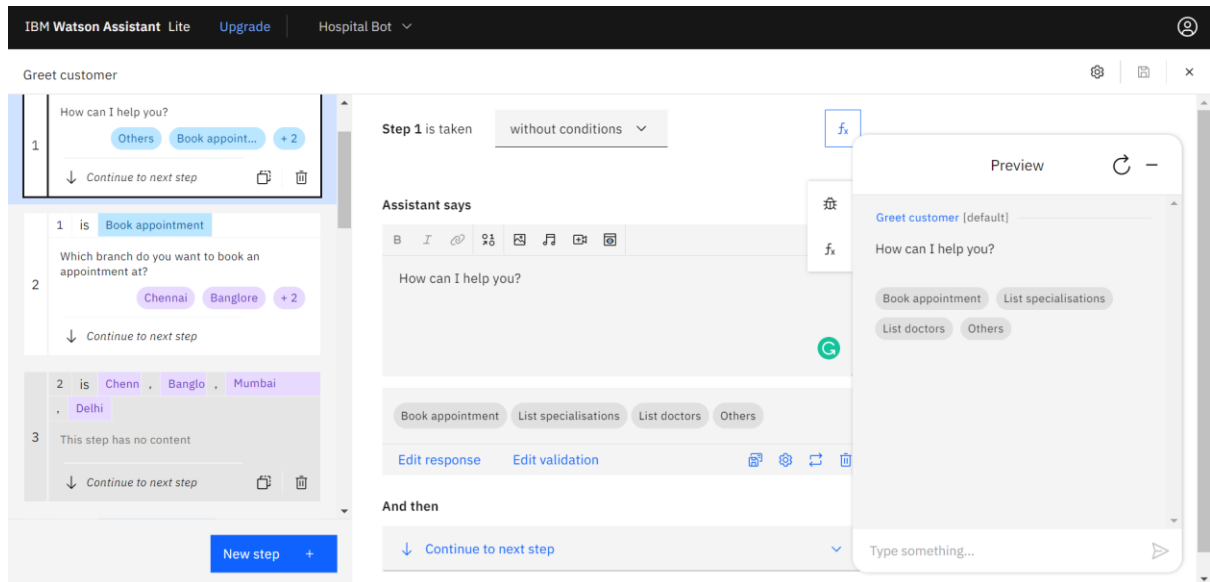 IBM Watson Assistant Lite Upgrade Hospital Bot
Greet customer
1
How can I help you?
Others Book appoint... + 2
Continue to next step
1 is Book appointment
2
Which branch do you want to book an
appointment at?
Chennai Banglore + 2
Continue to next step
2 is Chenn , Banglo , Mumbai
, Delhi
3
This step has no content
Continue to next step
New step +
Step 1 is taken without conditions
fx
Assistant says
B I
fx
How can I help you?
Book appointment List specialisations List doctors Others
Edit response Edit validation
And then
Continue to next step
Preview
Greet customer [default]
How can I help you?
Book appointment List specialisations
List doctors Others
Type something...